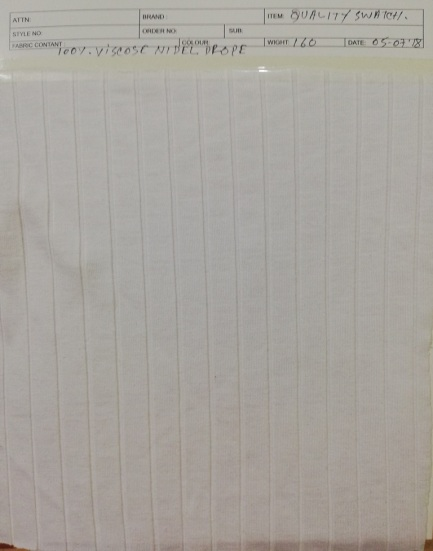 ATTN: BRAND ITEM: QUALITY SWATCH.
STYLE NO ORDER NO: SUB:
FABRIC CONTANT COLOUR WIGHT: 160 DATE: 05-07'18
100%. VISCOSE NIDEL DROPE